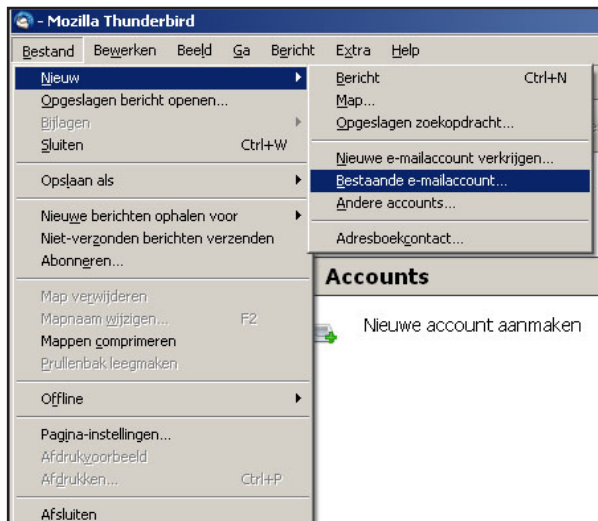 - Mozilla Thunderbird
Bestand Bewerken Beeld Ga Bericht Extra Help
Nieuw
Opgeslagen bericht openen...
Bijlagen
Sluiten Ctrl+W
Opslaan als
Nieuwe berichten ophalen voor
Niet-verzonden berichten verzenden
Abonneren...
Map verwijderen
Mapnaam wijzigen... F2
Mappen comprimeren
Prullenbak leegmaken
Offline
Pagina-instellingen...
Afdrukvoorbeeld
Afdrukken... Ctrl+P
Afsluiten
Bericht Ctrl+N
Map...
Opgeslagen zoekopdracht...
Nieuwe e-mailaccount verkrijgen...
Bestaande e-mailaccount...
Andere accounts...
Adresboekcontact...
Accounts
Nieuwe account aanmaken